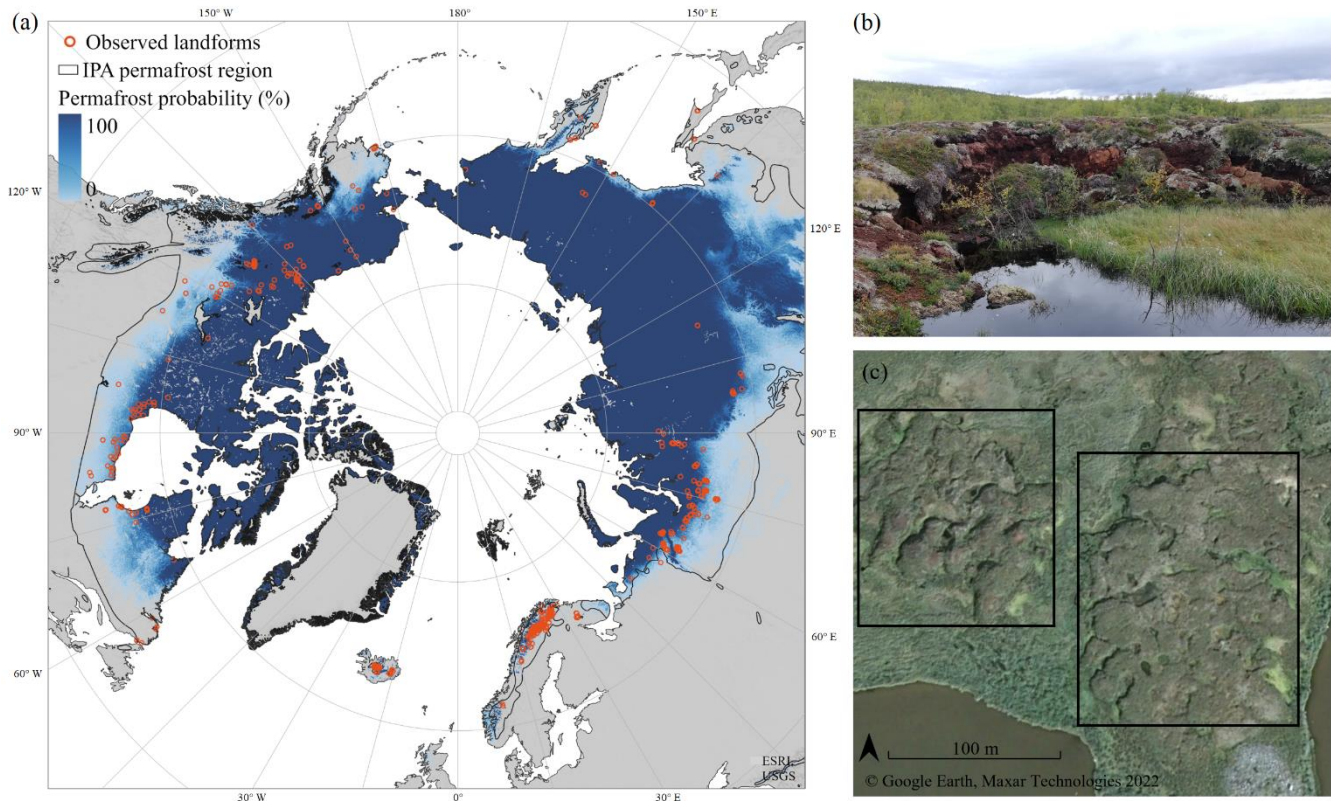 (a)
150° W
180°
150° E
Observed landforms
IPA permafrost region
Permafrost probability (%)
100
0
120° W
120° E
90° W
90° E
60° W
60° E
30° W
0°
30° E
ESRI
USGS
(b)
(c)
100 m
© Google Earth, Maxar Technologies 2022